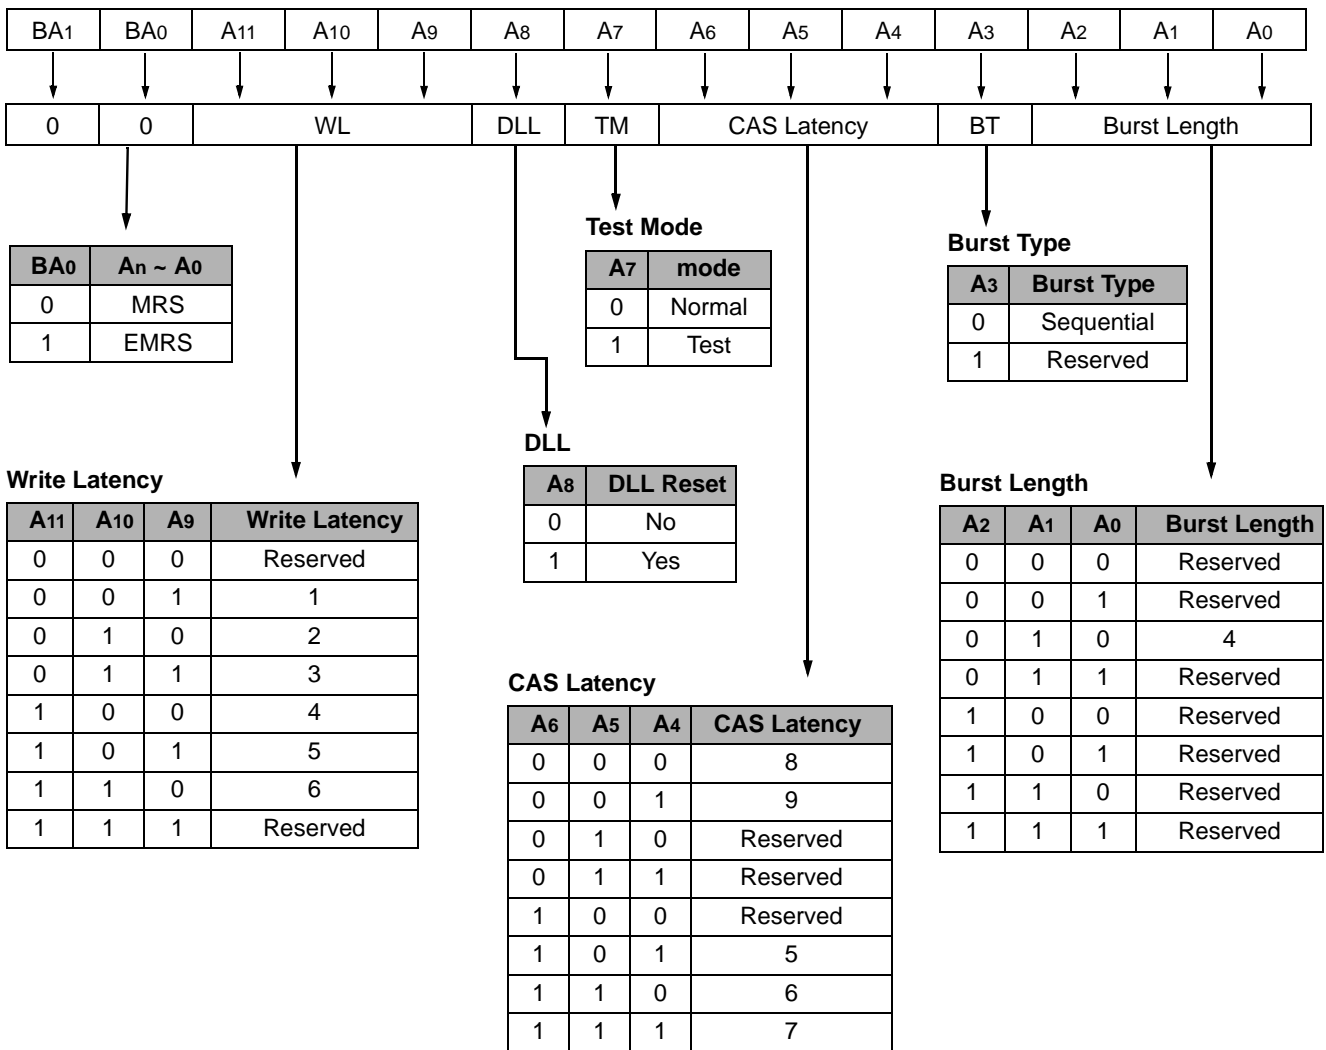 BA1 BA0 A11 A10 A9 A8 A7 A6 A5 A4 A3 A2 A1 A0
0 0 WL DLL TM CAS Latency BT Burst Length
BA0 An ~ A0
0 MRS
1 EMRS
Test Mode
A7 mode
0 Normal
1 Test
Burst Type
A3 Burst Type
0 Sequential
1 Reserved
DLL
A8 DLL Reset
0 No
1 Yes
Write Latency
A11 A10 A9 Write Latency
0 0 0 Reserved
0 0 1 1
0 1 0 2
0 1 1 3
1 0 0 4
1 0 1 5
1 1 0 6
1 1 1 Reserved
CAS Latency
A6 A5 A4 CAS Latency
0 0 0 8
0 0 1 9
0 1 0 Reserved
0 1 1 Reserved
1 0 0 Reserved
1 0 1 5
1 1 0 6
1 1 1 7
Burst Length
A2 A1 A0 Burst Length
0 0 0 Reserved
0 0 1 Reserved
0 1 0 4
0 1 1 Reserved
1 0 0 Reserved
1 0 1 Reserved
1 1 0 Reserved
1 1 1 Reserved